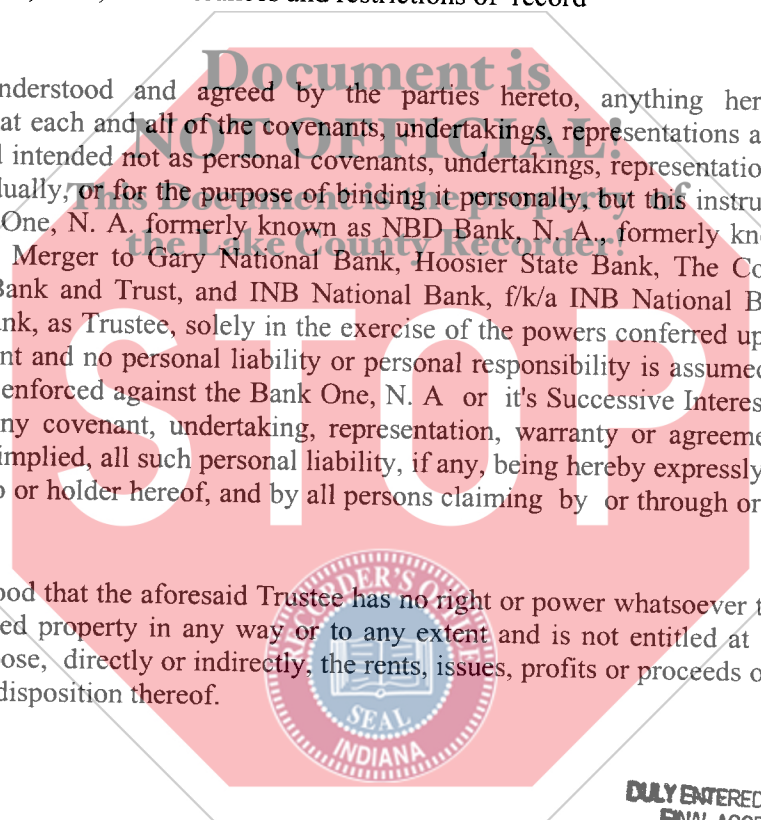 and restrictions of record
Document is
nderstood and agreed by the parties hereto, anything her
at each and all of the covenants, undertakings, representations a
NOT OFFICIAL!
l intended not as personal covenants, undertakings, representatio
dually, or for the purpose of binding it personally, but this instru
This Document is the property of
One, N. A. formerly known as NBD Bank, N. A., formerly kn
the Lake County Recorder!
Merger to Gary National Bank, Hoosier State Bank, The Co
Bank and Trust, and INB National Bank, f/k/a INB National B
nk, as Trustee, solely in the exercise of the powers conferred up
nt and no personal liability or personal responsibility is assumed
enforced against the Bank One, N. A or it's Successive Interes
ny covenant, undertaking, representation, warranty or agreeme
implied, all such personal liability, if any, being hereby expressly
o or holder hereof, and by all persons claiming by or through or
STOP
ood that the aforesaid Trustee has no right or power whatsoever t
ed property in any way or to any extent and is not entitled at
ose, directly or indirectly, the rents, issues, profits or proceeds o
disposition thereof.
RECORDER'S OFFICE
SEAL
INDIANA
DULY ENTERED